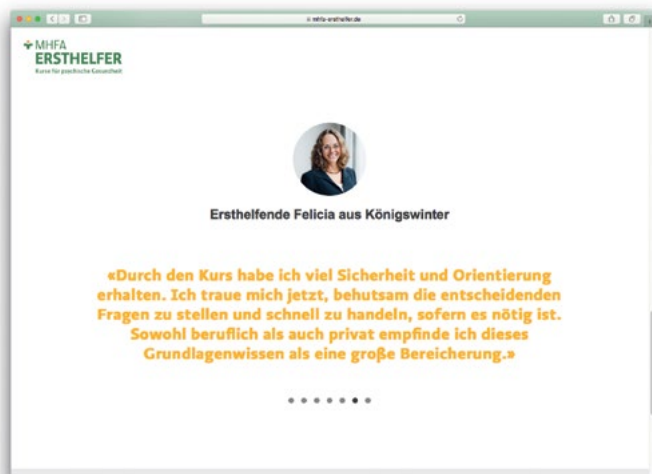 mhfa-ersthelfer.de
MHFA
ERSTHELFER
Kurse für psychische Gesundheit
Ersthelfende Felicia aus Königswinter
«Durch den Kurs habe ich viel Sicherheit und Orientierung
erhalten. Ich traue mich jetzt, behutsam die entscheidenden
Fragen zu stellen und schnell zu handeln, sofern es nötig ist.
Sowohl beruflich als auch privat empfinde ich dieses
Grundlagenwissen als eine große Bereicherung.»